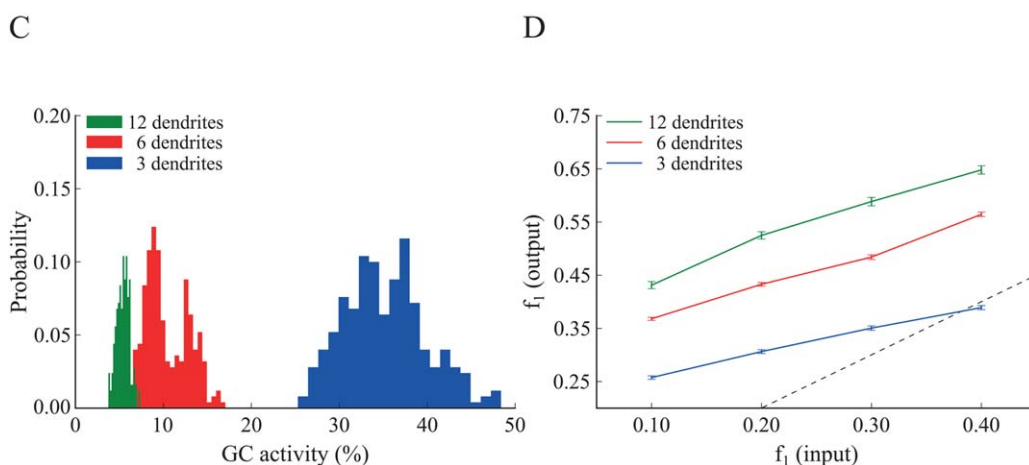 C
0.20
0.15
0.10
0.05
0.00
Probability
12 dendrites
6 dendrites
3 dendrites
0 10 20 30 40 50
GC activity (%)
D
0.75
0.65
0.55
0.45
0.35
0.25
f1 (output)
12 dendrites
6 dendrites
3 dendrites
0.10 0.20 0.30 0.40
f1 (input)